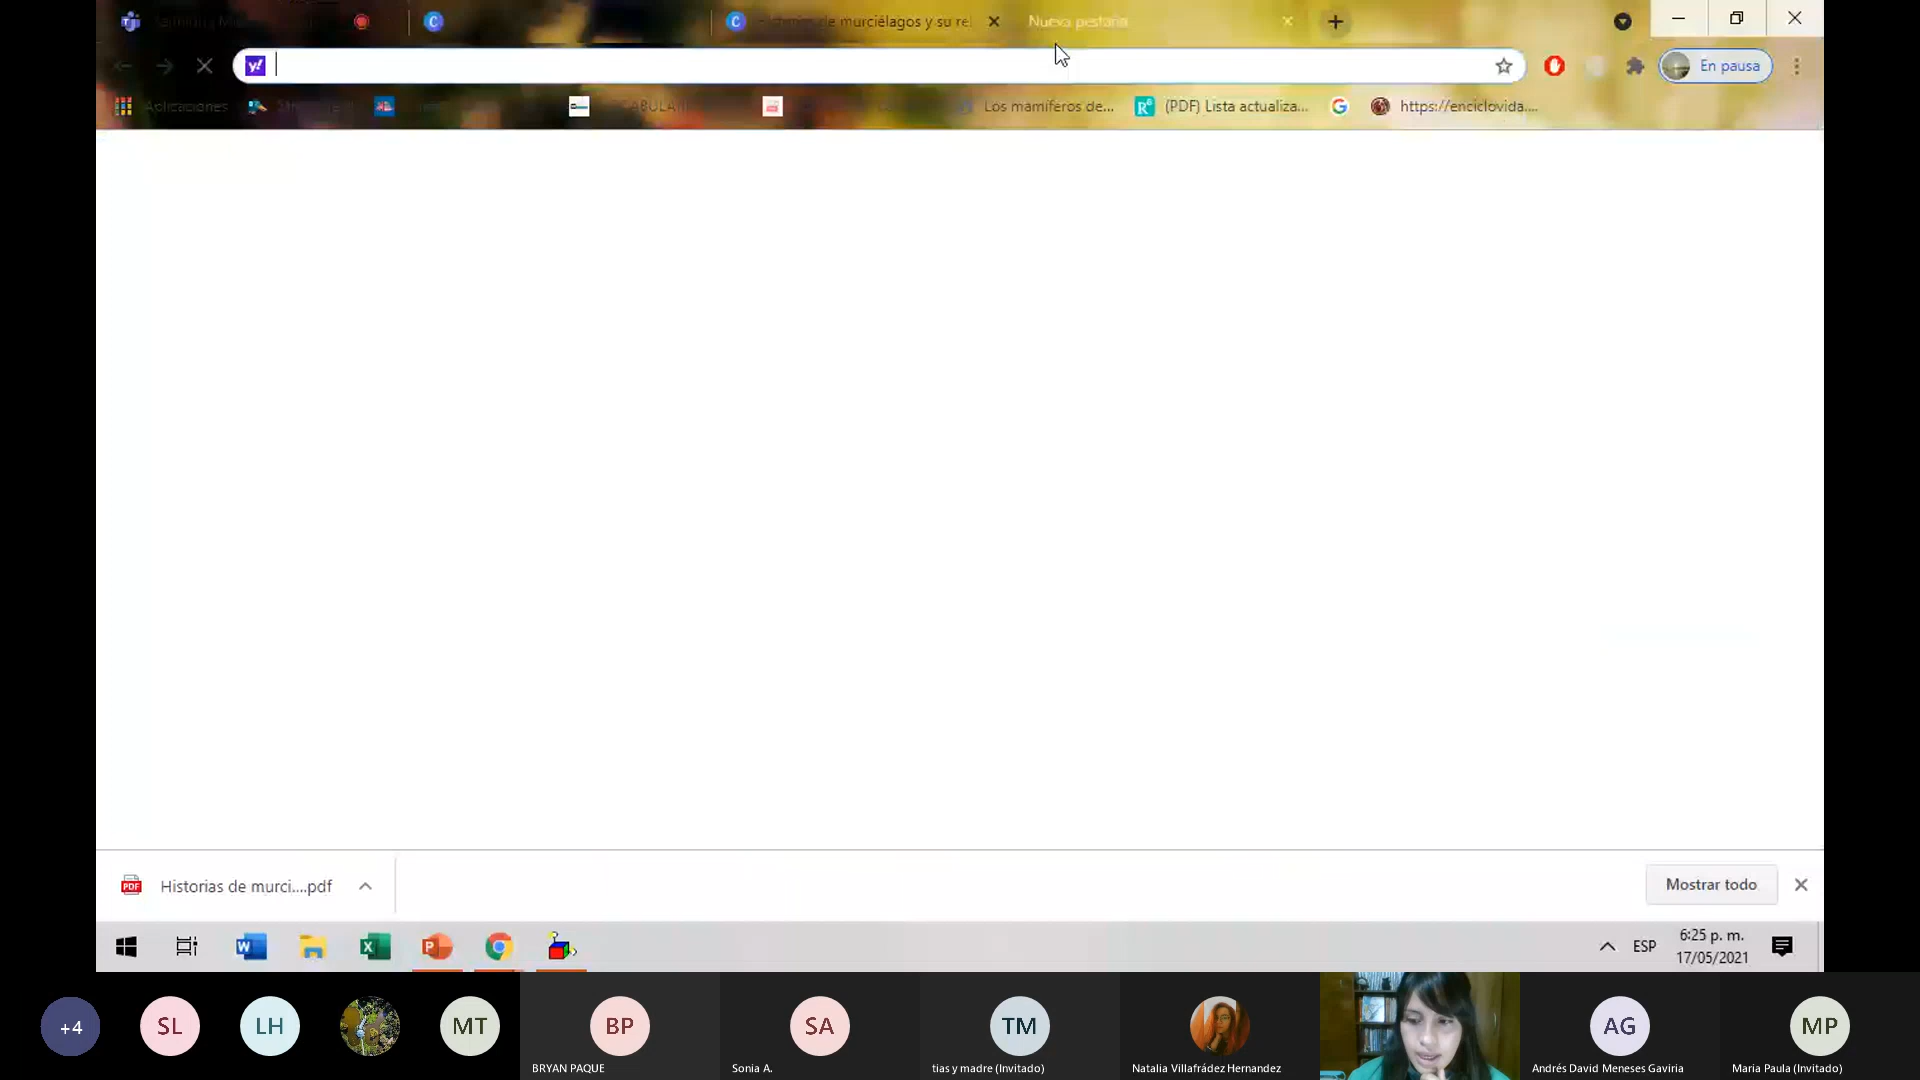 de murciélagos y su re
Nueva pestaña
y!
En pausa
Aplicaciones
Los mamíferos de...
(PDF) Lista actualiza...
https://enciclovida....
Historias de murci....pdf
Mostrar todo
ESP
6:25 p. m.
17/05/2021
+4
SL
LH
MT
BP
SA
TM
AG
MP
BRYAN PAQUE
Sonia A.
tias y madre (Invitado)
Natalia Villafrádez Hernandez
Andrés David Meneses Gaviria
Maria Paula (Invitado)